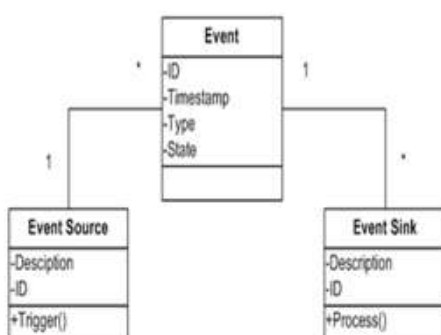 Event
-ID
-Timestamp
-Type
-State
*
1
1
*
Event Source
-Desciption
-ID
+Trigger()
Event Sink
-Description
-ID
+Process()